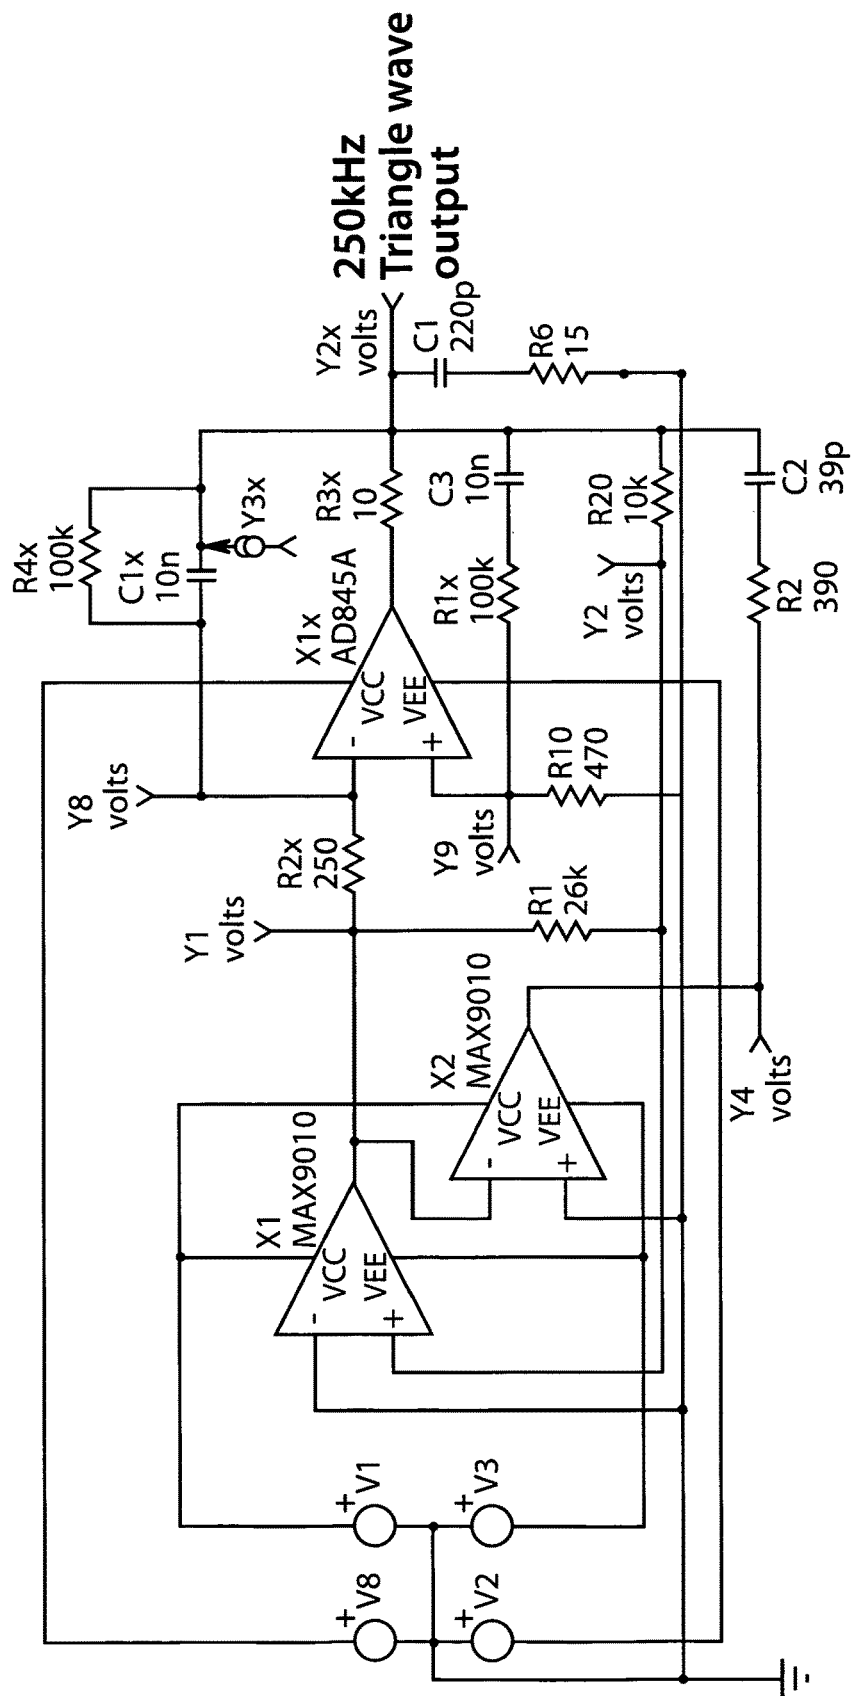 R4x
100k
C1x
10n
Y3x
Y8
volts
X1x
AD845A
VCC
VEE
-
+
R3x
10
Y2x
volts
250kHz
Triangle wave
output
C1
220p
R6
15
Y1
volts
R2x
250
Y9
volts
R10
470
R1x
100k
C3
10n
R1
26k
Y2
volts
R20
10k
X1
MAX9010
VCC
VEE
-
+
X2
MAX9010
VCC
VEE
-
+
Y4
volts
R2
390
C2
39p
+
V8
+
V1
+
V2
+
V3